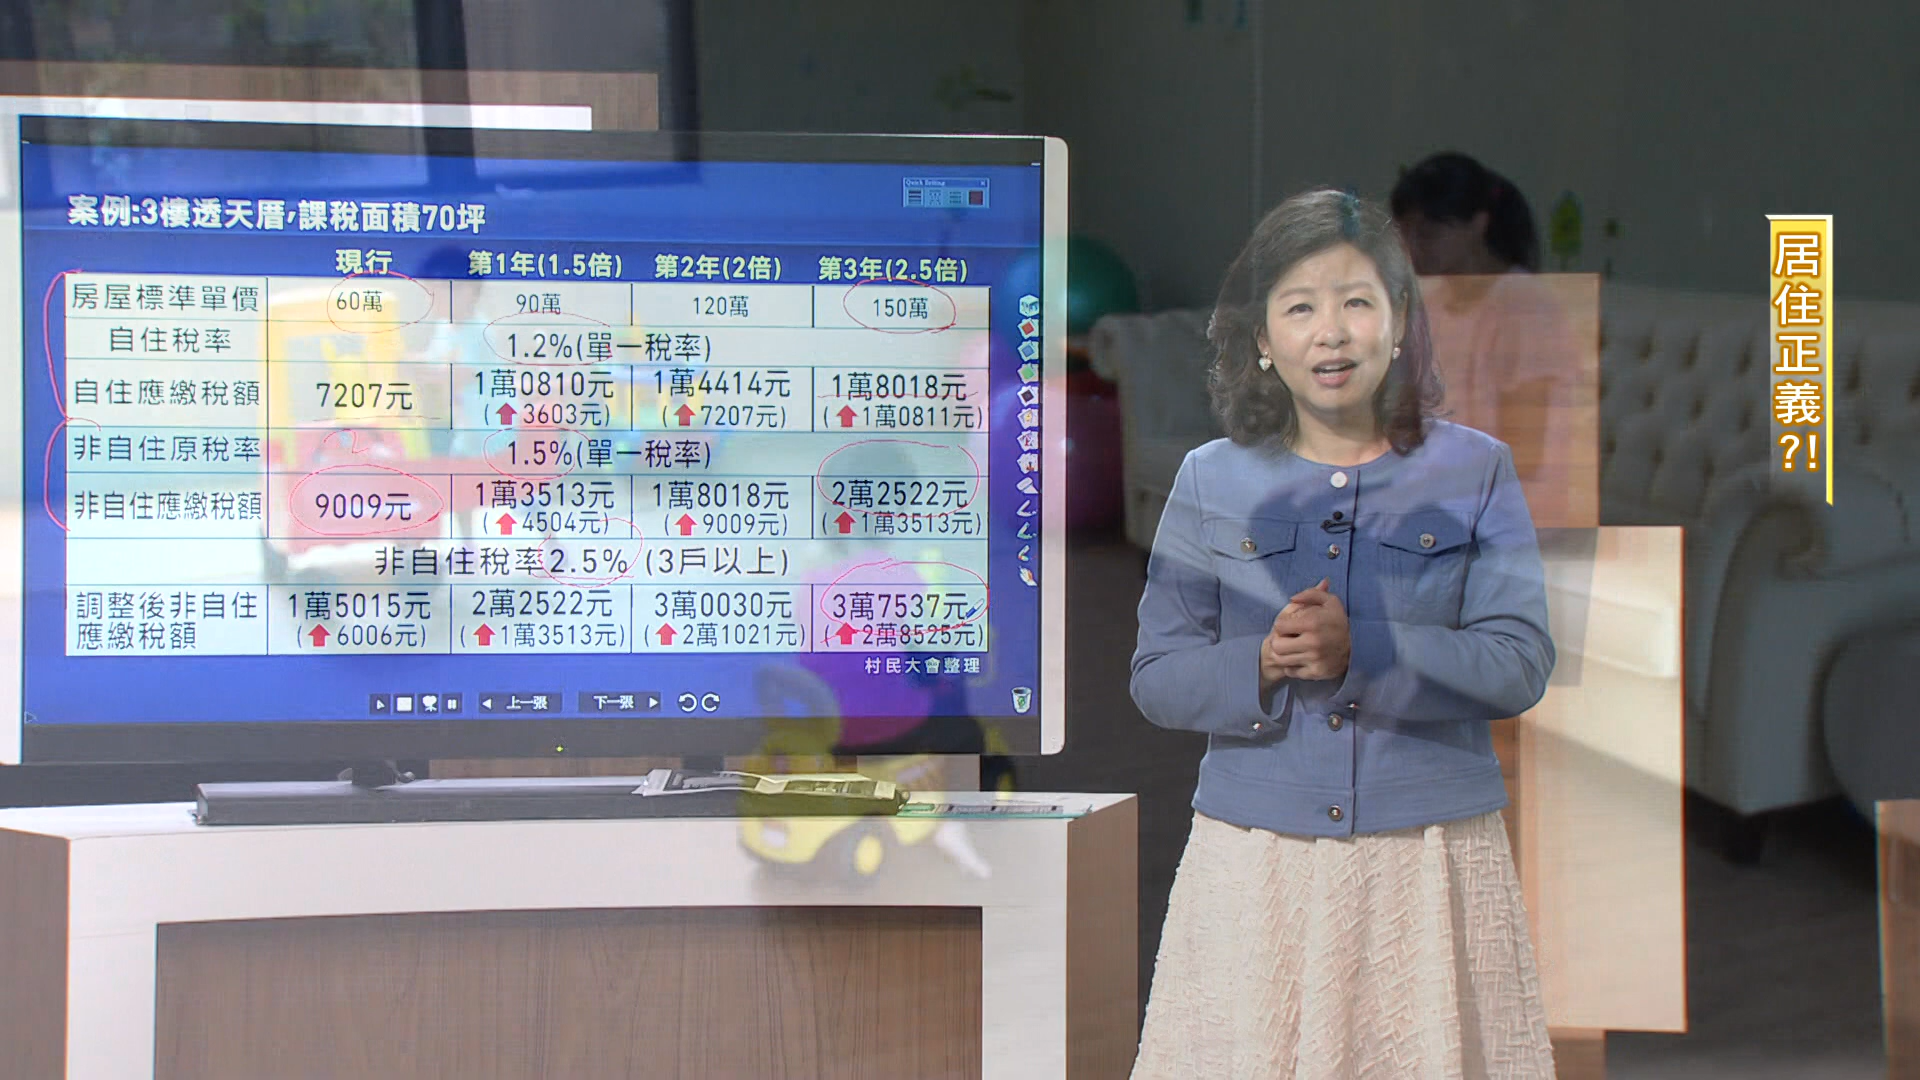 Quick Setting
案例:3樓透天厝,課稅面積70坪
現行 第1年(1.5倍) 第2年(2倍) 第3年(2.5倍)
房屋標準單價 60萬 90萬 120萬 150萬
自住稅率 1.2%(單一稅率)
自住應繳稅額 7207元 1萬0810元 1萬4414元 1萬8018元
(3603元) (7207元) (1萬0811元)
非自住原稅率 1.5%(單一稅率)
非自住應繳稅額 9009元 1萬3513元 1萬8018元 2萬2522元
(4504元) (9009元) (1萬3513元)
非自住稅率2.5% (3戶以上)
調整後非自住 1萬5015元 2萬2522元 3萬0030元 3萬7537元
應繳稅額 (6006元) (1萬3513元) (2萬1021元) (2萬8525元)
村民大會整理
上一張 下一張
居住正義?!